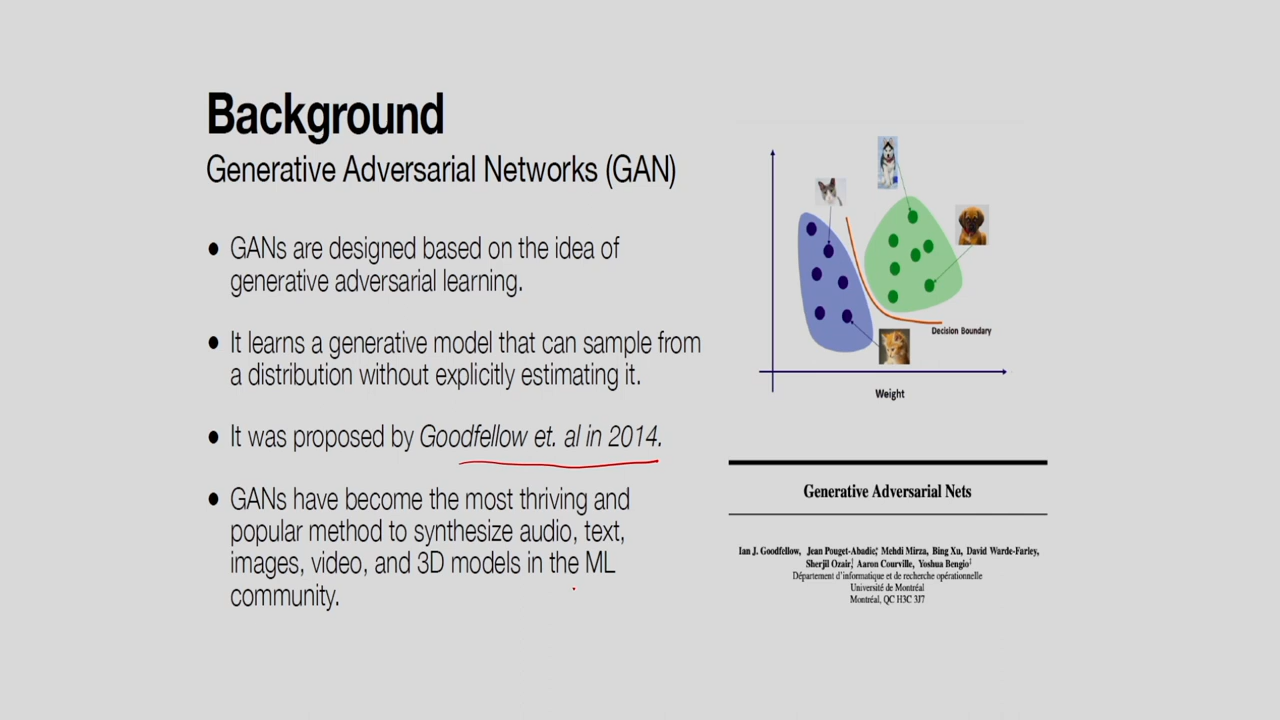 Background
Generative Adversarial Networks (GAN)
● GANs are designed based on the idea of
generative adversarial learning.
● It learns a generative model that can sample from
a distribution without explicitly estimating it.
● It was proposed by Goodfellow et. al in 2014.
● GANs have become the most thriving and
popular method to synthesize audio, text,
images, video, and 3D models in the ML
community.
Decision Boundary
Weight
Generative Adversarial Nets
Ian J. Goodfellow, Jean Pouget-Abadie,* Mehdi Mirza, Bing Xu, David Warde-Farley,
Sherjil Ozair,† Aaron Courville, Yoshua Bengio‡
Département d'informatique et de recherche opérationnelle
Université de Montréal
Montréal, QC H3C 3J7